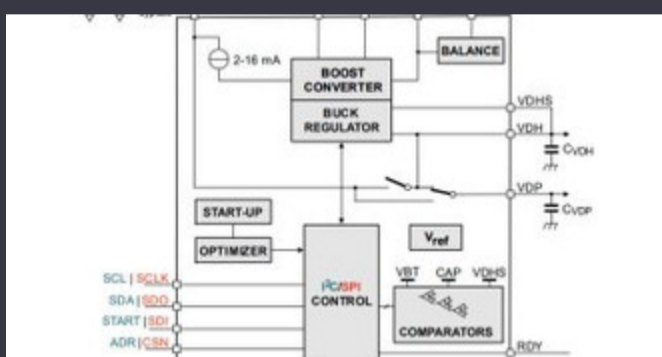 BALANCE
2-16 mA
BOOST
CONVERTER
BUCK
REGULATOR
VDHS
VDH
CVDH
VDP
CVDP
START-UP
OPTIMIZER
Vref
I²C/SPI
CONTROL
VBT CAP VDHS
COMPARATORS
SCL | SCLK
SDA | SDO
START | SDI
ADR | CSN
RDY